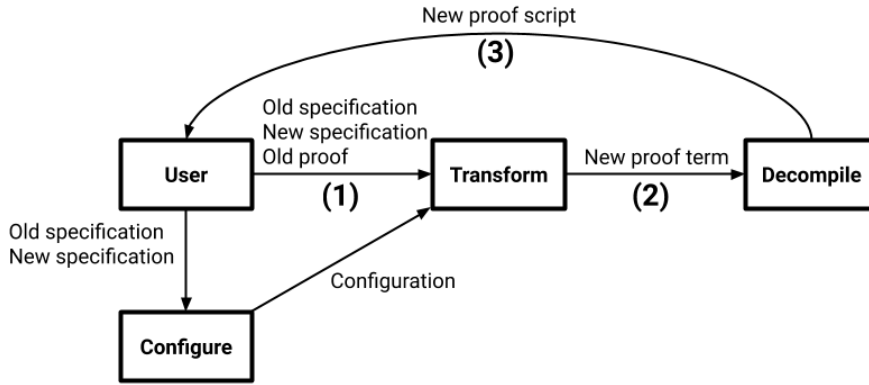 New proof script
(3)
Old specification
New specification
Old proof
User
(1)
Transform
New proof term
(2)
Decompile
Old specification
New specification
Configuration
Configure